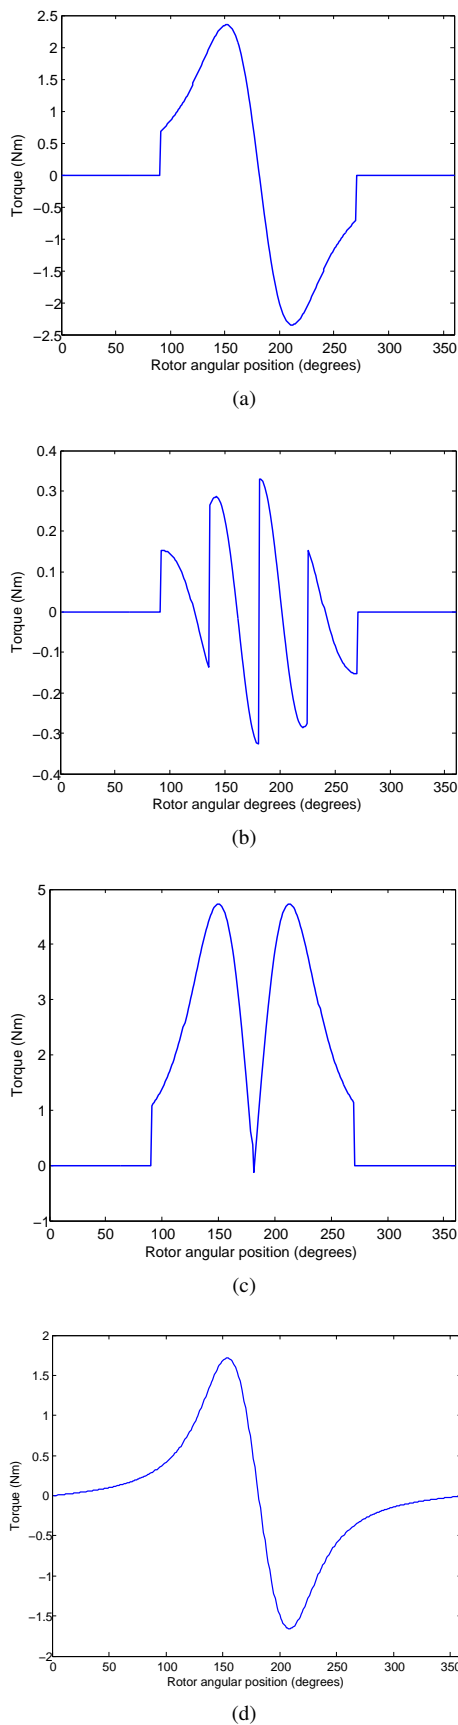 2.5
2
1.5
1
0.5
0
−0.5
−1
−1.5
−2
−2.5
Torque (Nm)
0 50 100 150 200 250 300 350
Rotor angular position (degrees)
(a)
0.4
0.3
0.2
0.1
0
−0.1
−0.2
−0.3
−0.4
Torque (Nm)
0 50 100 150 200 250 300 350
Rotor angular degrees (degrees)
(b)
5
4
3
2
1
0
−1
Torque (Nm)
0 50 100 150 200 250 300 350
Rotor angular position (degrees)
(c)
2
1.5
1
0.5
0
−0.5
−1
−1.5
−2
Torque (Nm)
0 50 100 150 200 250 300 350
Rotor angular position (degrees)
(d)